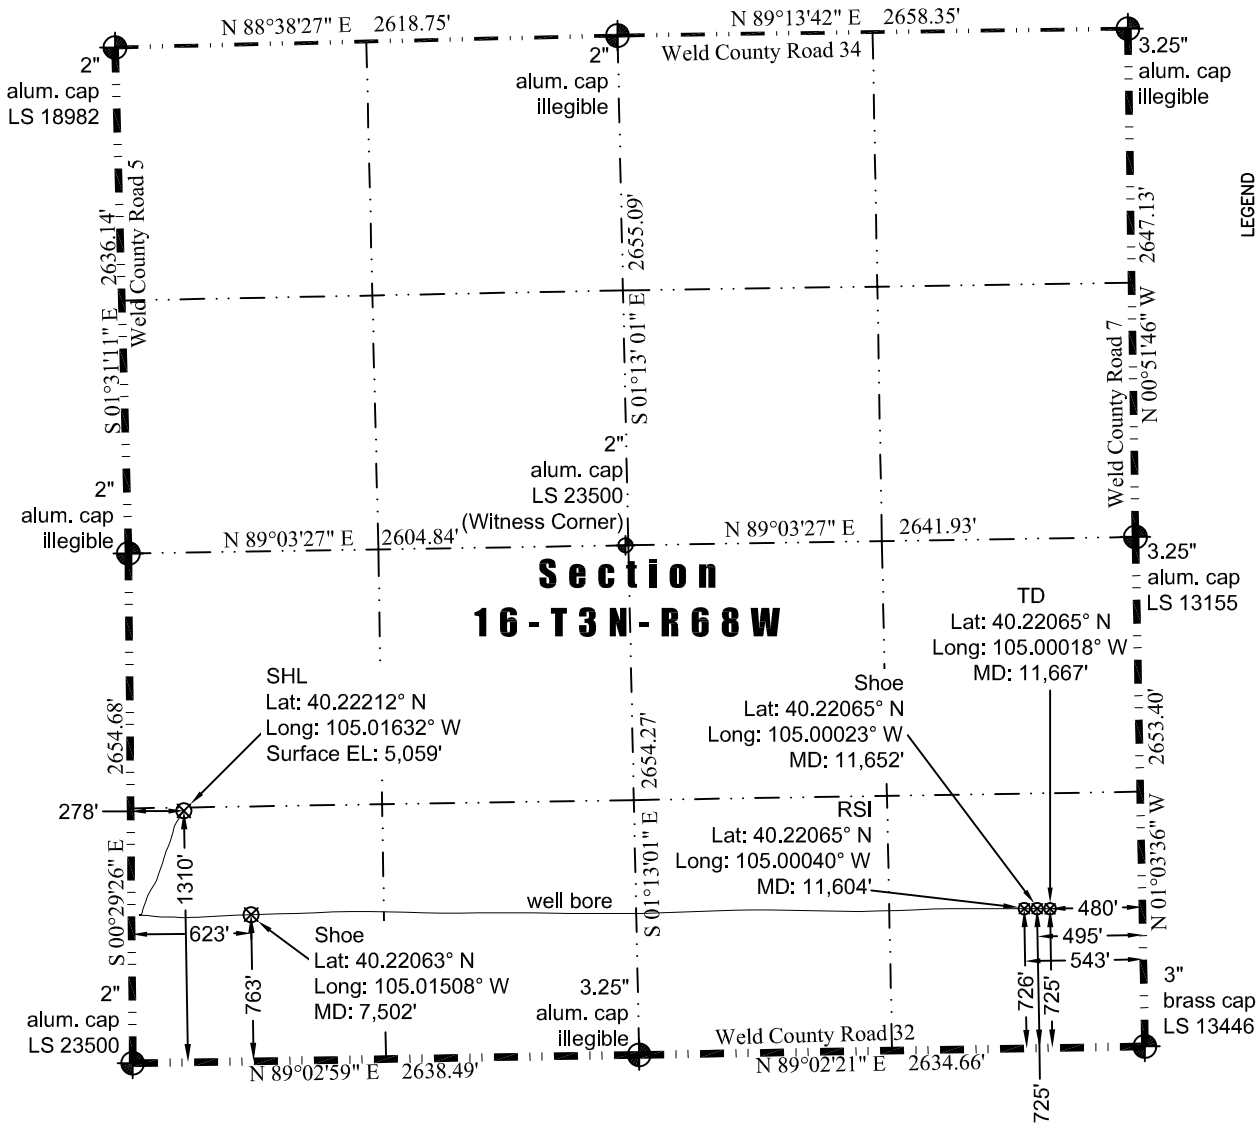 N 88°38'27" E 2618.75'
N 89°13'42" E 2658.35'
Weld County Road 34
2"
alum. cap
LS 18982
2"
alum. cap
illegible
3.25"
alum. cap
illegible
LEGEND
S 01°31'11" E 2636.14'
Weld County Road 5
S 01°13'01" E 2655.09'
N 00°51'46" W 2647.13'
Weld County Road 7
2"
alum. cap
illegible
2"
alum. cap
LS 23500
(Witness Corner)
N 89°03'27" E 2604.84'
N 89°03'27" E 2641.93'
3.25"
alum. cap
LS 13155
Section
16-T3N-R68W
TD
Lat: 40.22065° N
Long: 105.00018° W
MD: 11,667'
SHL
Lat: 40.22212° N
Long: 105.01632° W
Surface EL: 5,059'
Shoe
Lat: 40.22065° N
Long: 105.00023° W
MD: 11,652'
RSI
Lat: 40.22065° N
Long: 105.00040° W
MD: 11,604'
S 00°29'26" E 2654.68'
S 01°13'01" E 2654.27'
N 01°03'36" W 2653.40'
278'
1310'
well bore
623'
763'
Shoe
Lat: 40.22063° N
Long: 105.01508° W
MD: 7,502'
480'
495'
543'
726'
725'
725'
2"
alum. cap
LS 23500
3.25"
alum. cap
illegible
3"
brass cap
LS 13446
Weld County Road 32
N 89°02'59" E 2638.49'
N 89°02'21" E 2634.66'